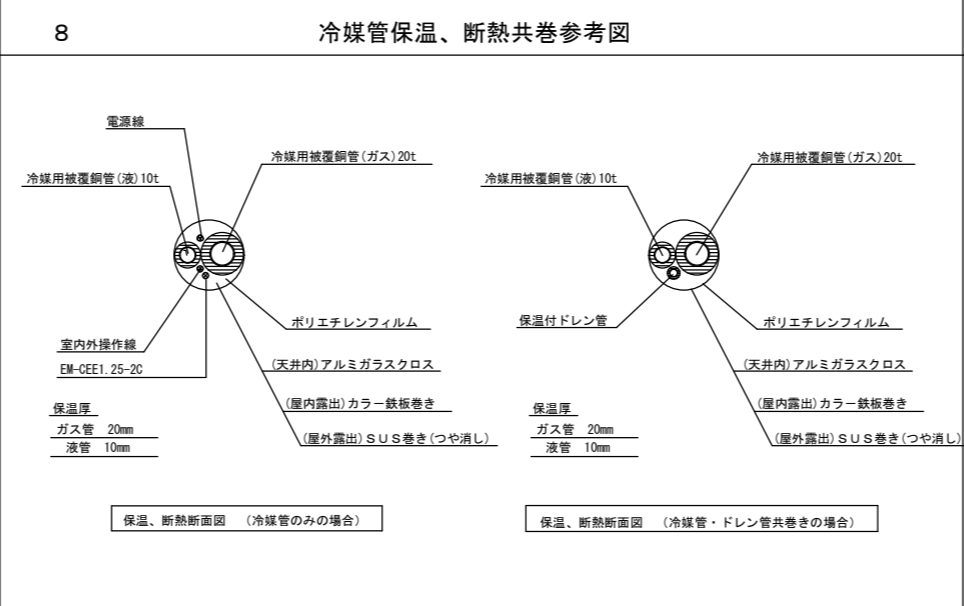 8
冷媒管保温、断熱共巻参考図
電源線
冷媒用被覆銅管(ガス)20t
冷媒用被覆銅管(液)10t
ポリエチレンフィルム
室内外操作線
EM-CEE1.25-2C
(天井内)アルミガラスクロス
(屋内露出)カラー鉄板巻き
(屋外露出)ＳＵＳ巻き(つや消し)
保温厚
ガス管 20mm
液管 10mm
保温、断熱断面図 (冷媒管のみの場合)
冷媒用被覆銅管(ガス)20t
冷媒用被覆銅管(液)10t
保温付ドレン管
ポリエチレンフィルム
(天井内)アルミガラスクロス
(屋内露出)カラー鉄板巻き
(屋外露出)ＳＵＳ巻き(つや消し)
保温厚
ガス管 20mm
液管 10mm
保温、断熱断面図 (冷媒管・ドレン管共巻きの場合)